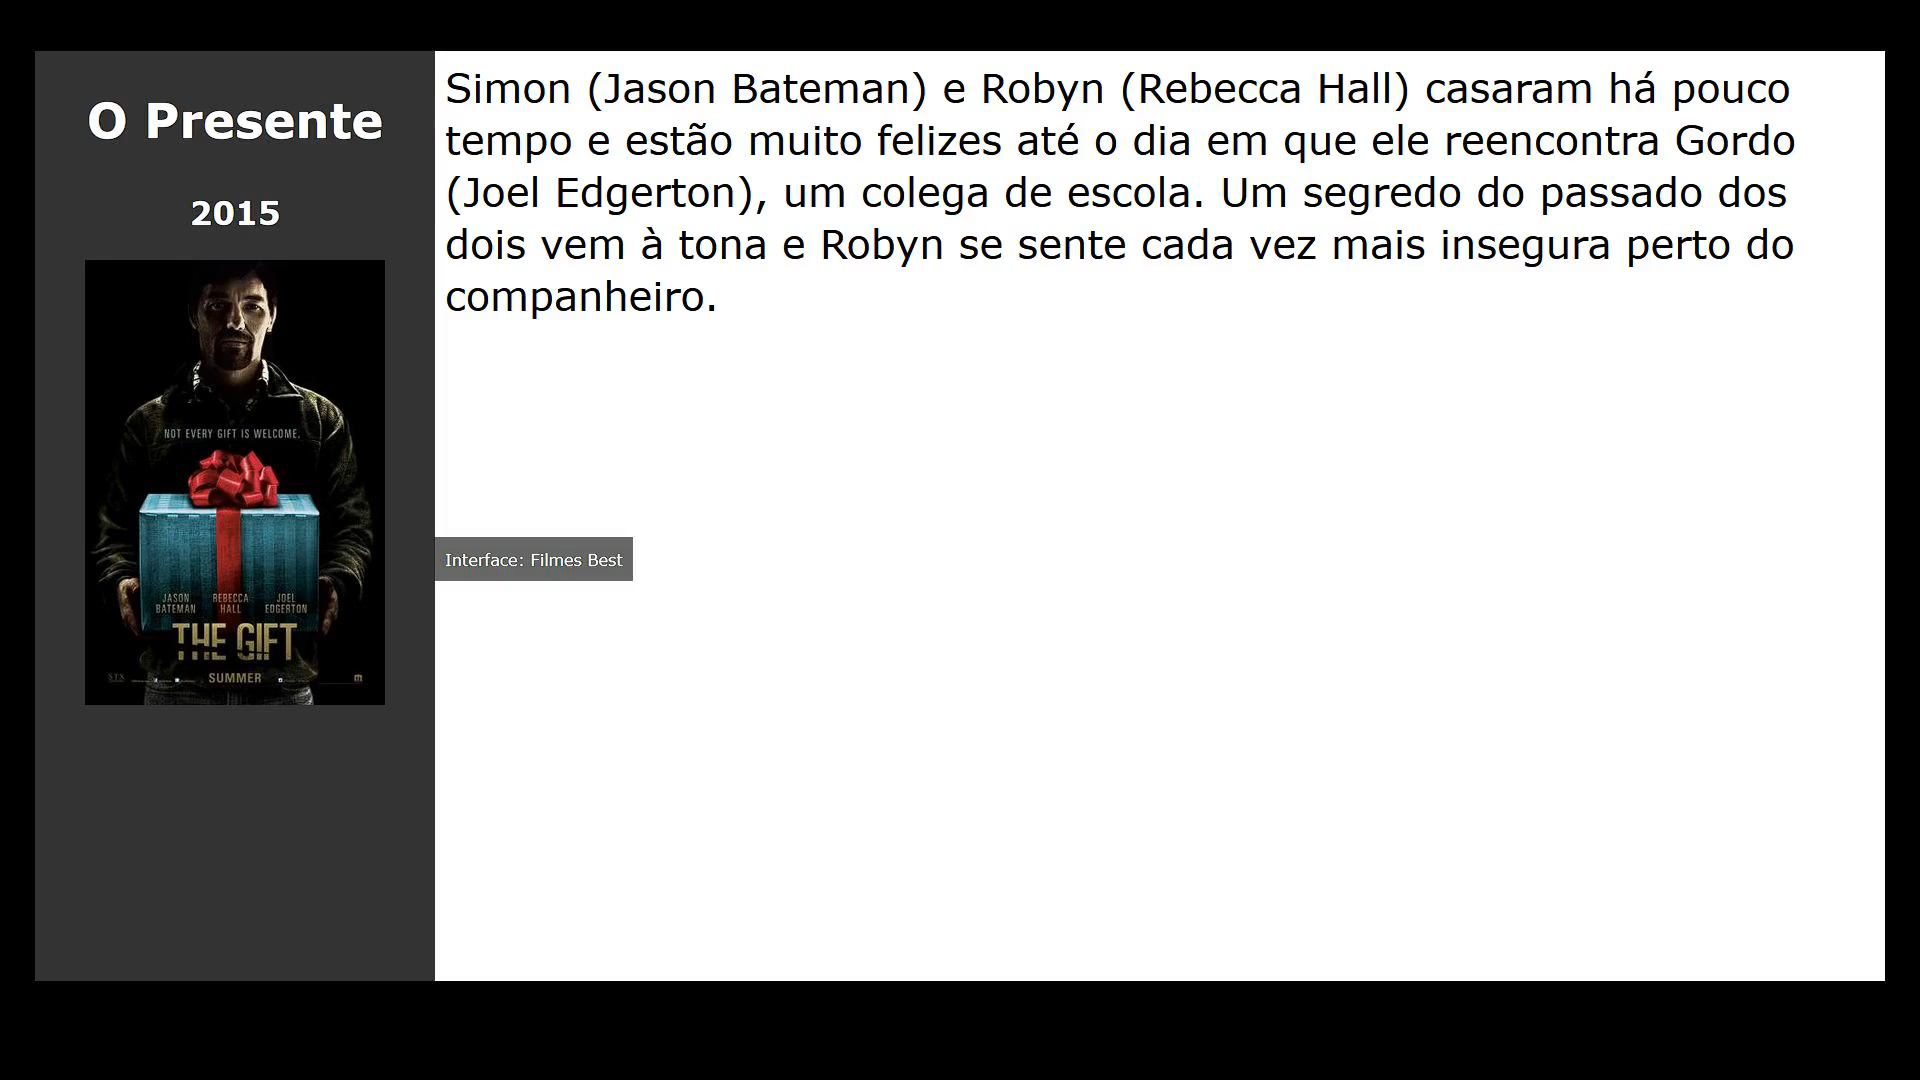 O Presente
2015
NOT EVERY GIFT IS WELCOME.
JASON BATEMAN
REBECCA HALL
JOEL EDGERTON
THE GIFT
SUMMER
Simon (Jason Bateman) e Robyn (Rebecca Hall) casaram há pouco
tempo e estão muito felizes até o dia em que ele reencontra Gordo
(Joel Edgerton), um colega de escola. Um segredo do passado dos
dois vem à tona e Robyn se sente cada vez mais insegura perto do
companheiro.
Interface: Filmes Best